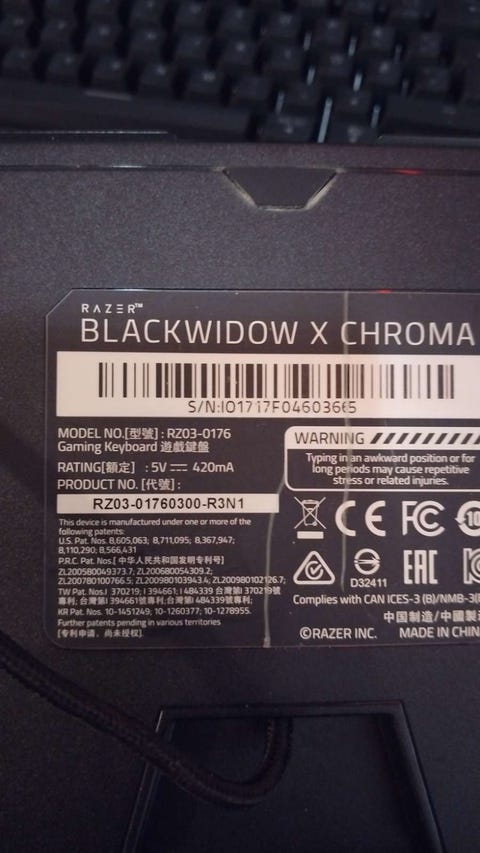 RAZER™
BLACKWIDOW X CHROMA
S/N:IO1717F04603665
MODEL NO.[型號] : RZ03-0176
Gaming Keyboard 遊戲鍵盤
RATING[額定] : 5V ⎓ 420mA
PRODUCT NO. [代號] :
RZ03-01760300-R3N1
This device is manufactured under one or more of the
following patents:
U.S. Pat. Nos. 8,605,063; 8,711,095; 8,367,947;
8,110,290; 8,566,431
P.R.C. Pat. Nos.[中华人民共和国发明专利号]
ZL200580049373.7, ZL200680054309.2;
ZL200780100766.5; ZL200980103943.4; ZL200980102126.7;
TW Pat. Nos.I 370219; I 394661; I 484339 台灣第I 370219號
專利; 台灣第I 394661號專利; 台灣第I 484339號專利;
KR Pat. Nos. 10-1451249; 10-1260377; 10-1278955.
Further patents pending in various territories
[专利申请，尚未授权].
WARNING
Typing in an awkward position or for
long periods may cause repetitive
stress or related injuries.
CE FC 10
D32411 EAC
Complies with CAN ICES-3 (B)/NMB-3(B
中国制造/中國製造
©RAZER INC. MADE IN CHIN